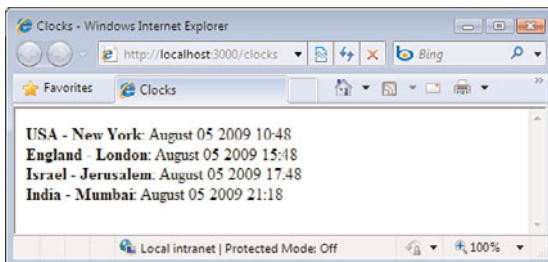 Clocks - Windows Internet Explorer
http://localhost:3000/clocks
Bing
Favorites
Clocks
USA - New York: August 05 2009 10:48
England - London: August 05 2009 15:48
Israel - Jerusalem: August 05 2009 17:48
India - Mumbai: August 05 2009 21:18
Local intranet | Protected Mode: Off
100%